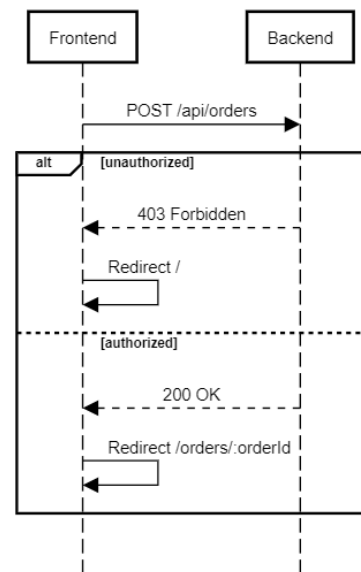 Frontend
Backend
POST /api/orders
alt
[unauthorized]
403 Forbidden
Redirect /
[authorized]
200 OK
Redirect /orders/:orderId